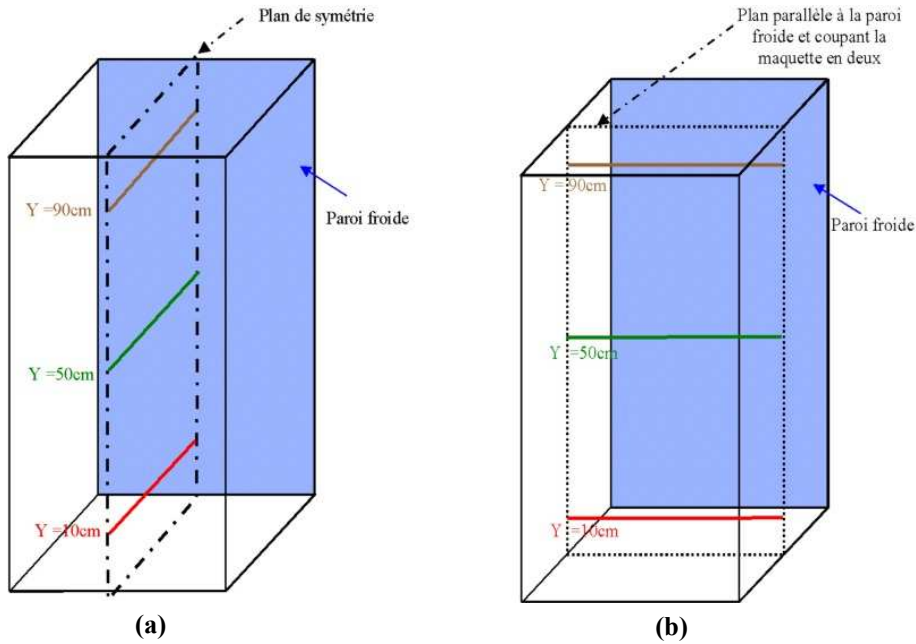 Plan de symétrie
Y =90cm
Paroi froide
Y =50cm
Y =10cm
(a)
Plan parallèle à la paroi
froide et coupant la
maquette en deux
Y = 90cm
Paroi froide
Y =50cm
Y =10cm
(b)